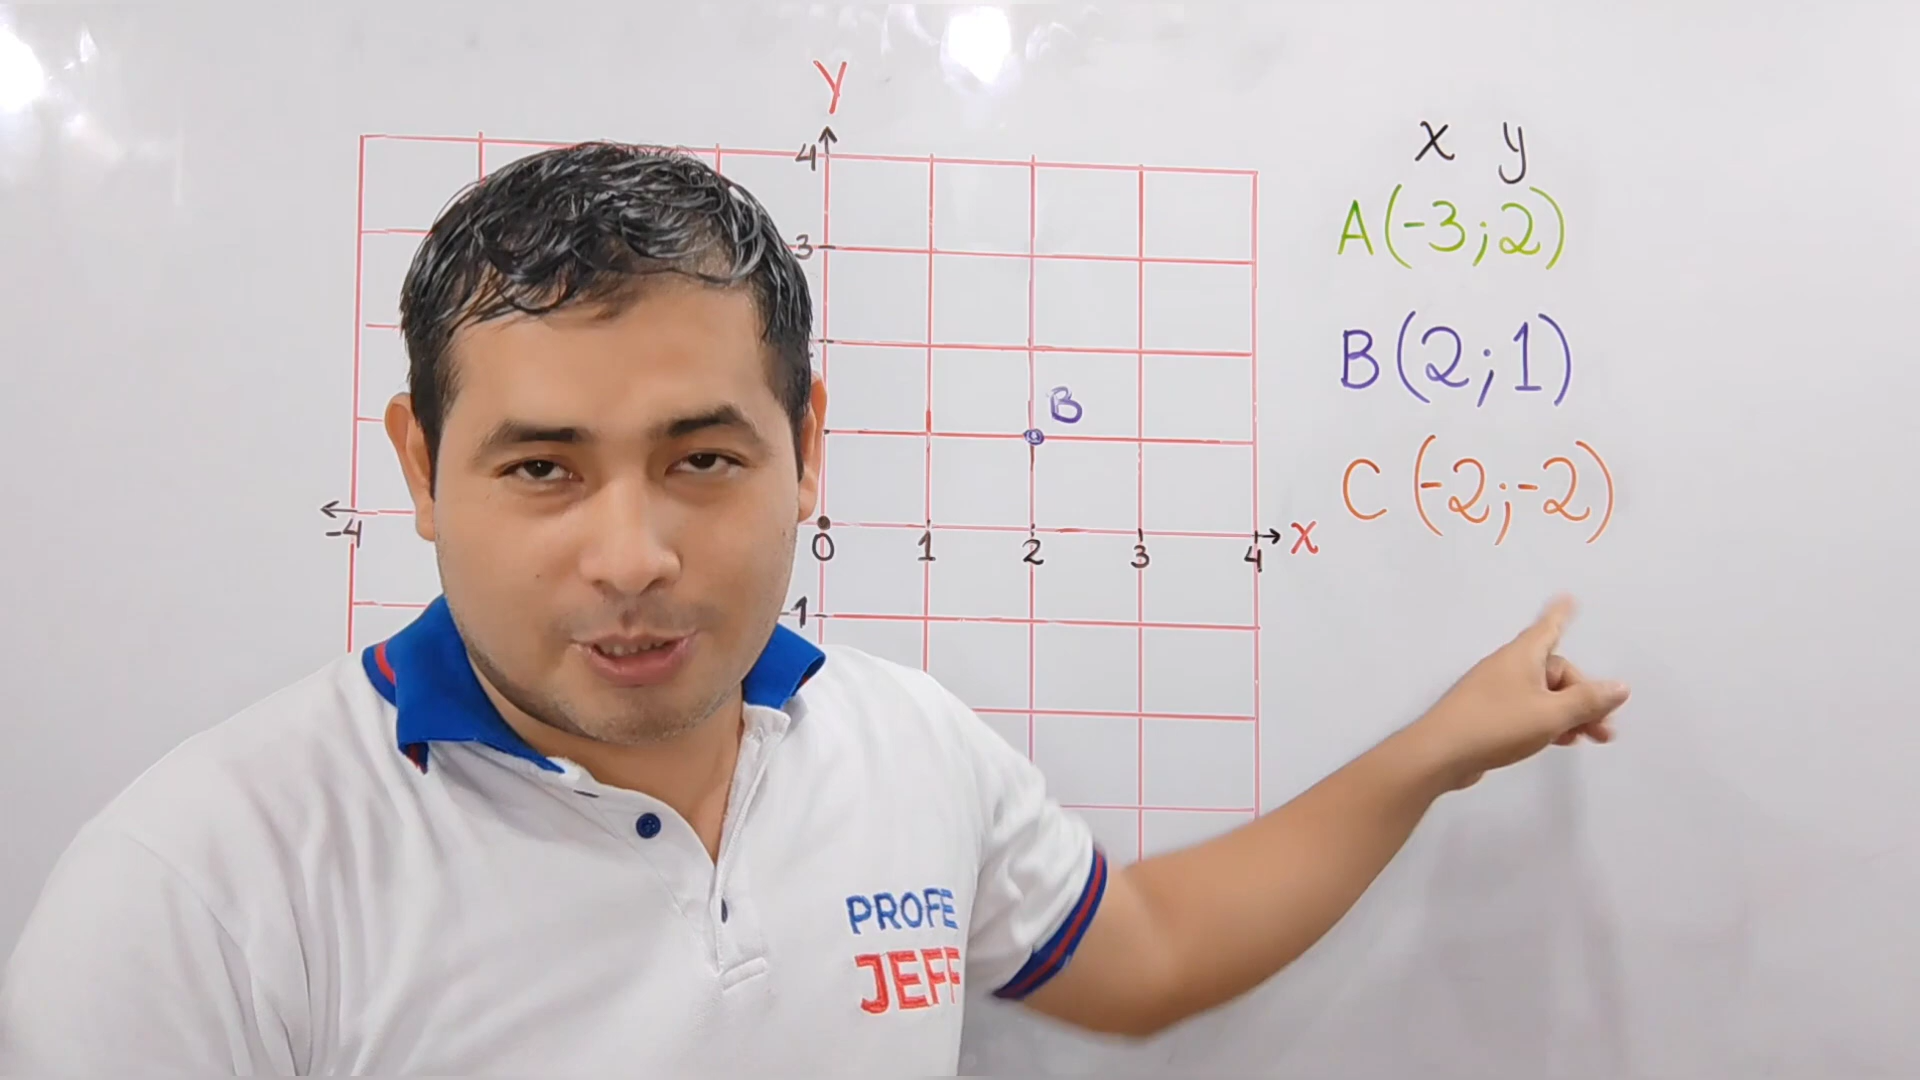 Y
4
3
B
-4
0 1 2 3 4 x
-1
x y
A(-3;2)
B(2;1)
C(-2;-2)
PROFE
JEFF